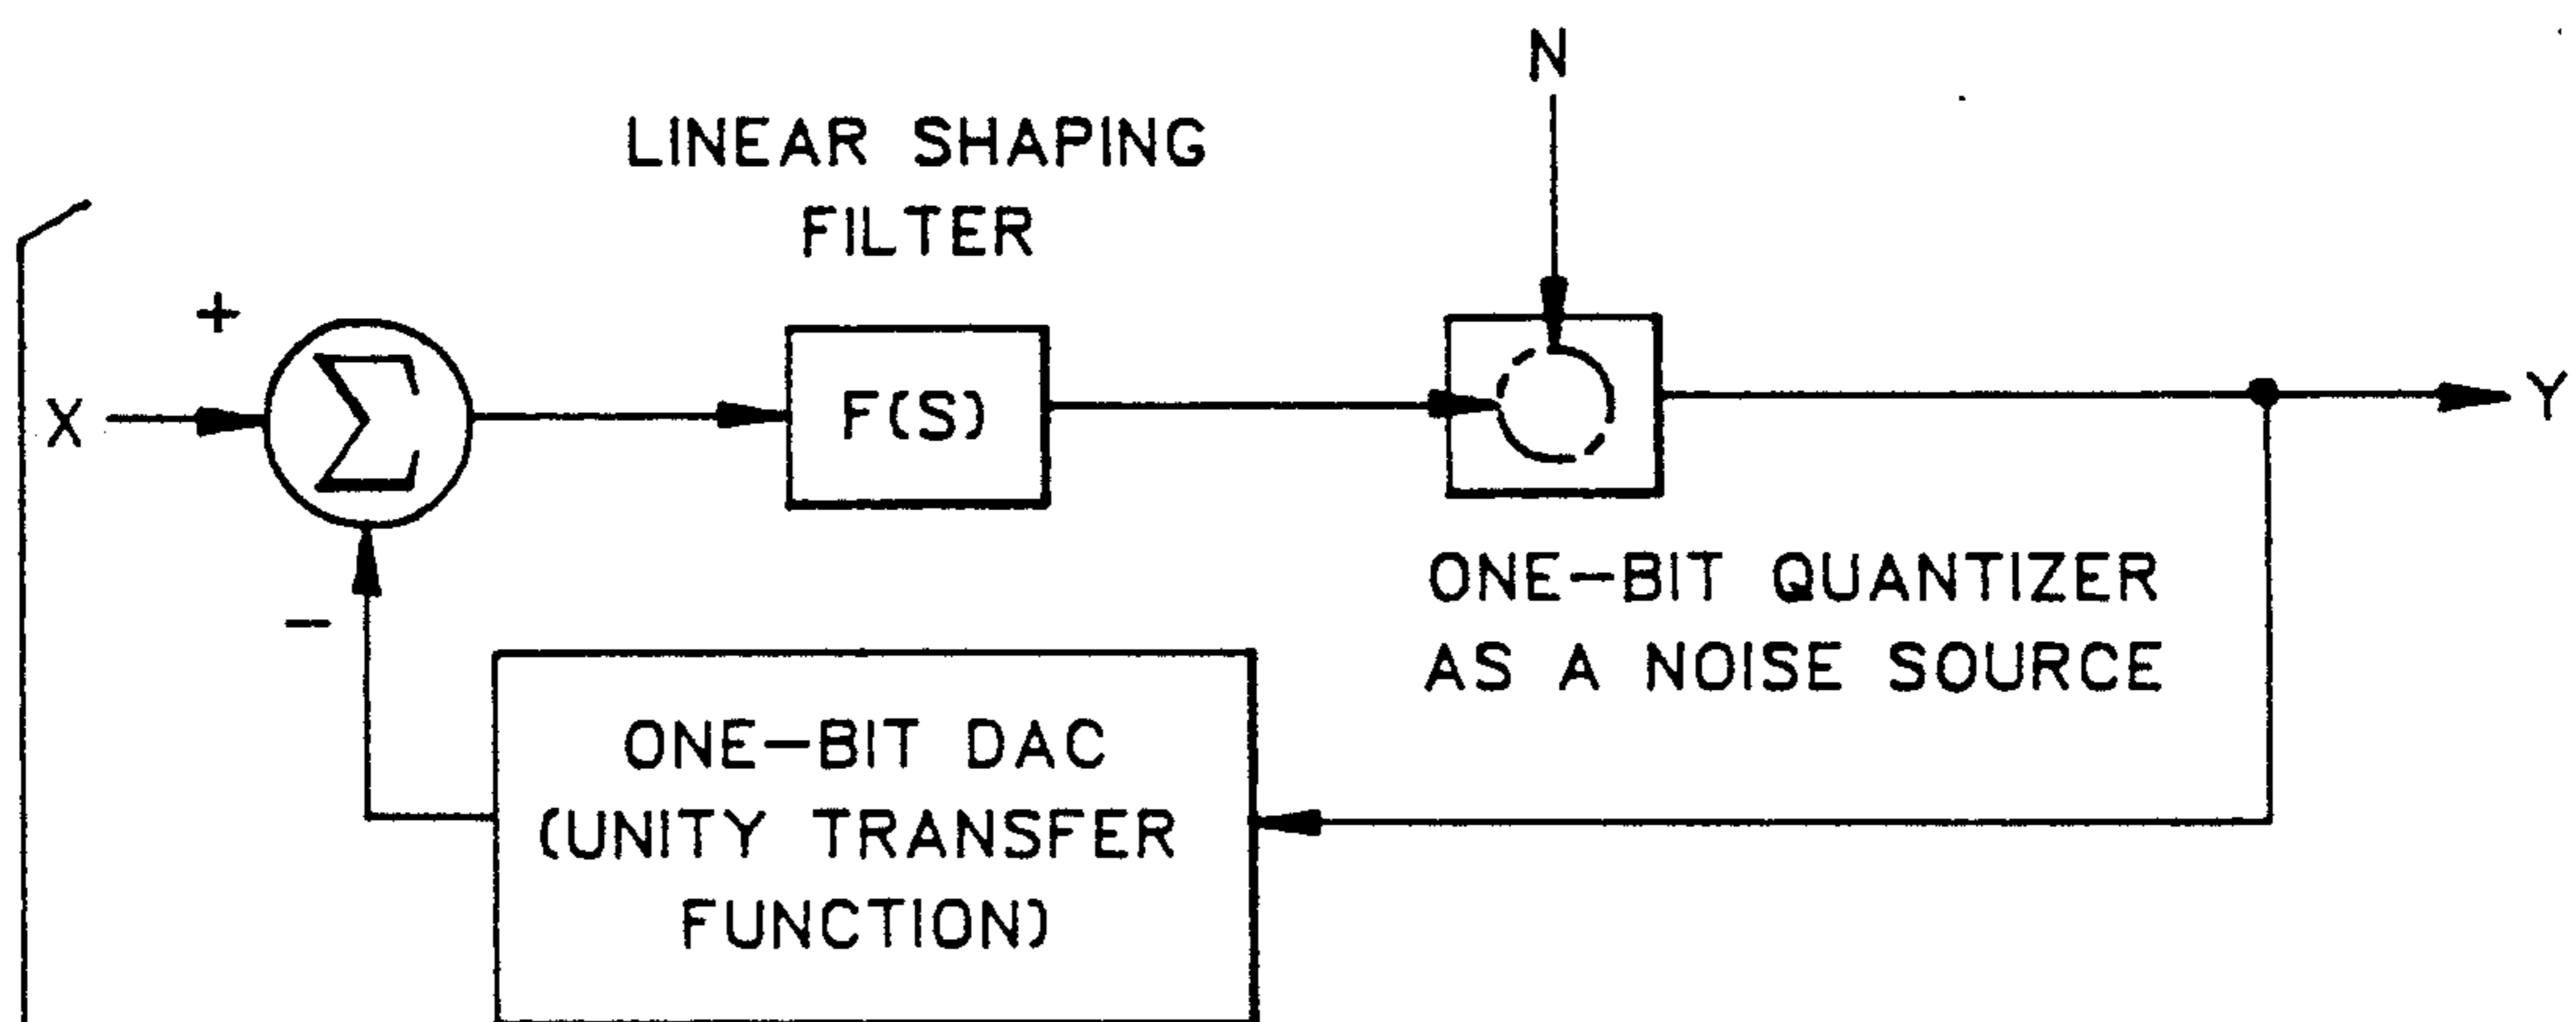 N
LINEAR SHAPING
FILTER
+
X
Σ
F(S)
Y
−
ONE-BIT QUANTIZER
AS A NOISE SOURCE
ONE-BIT DAC
(UNITY TRANSFER
FUNCTION)